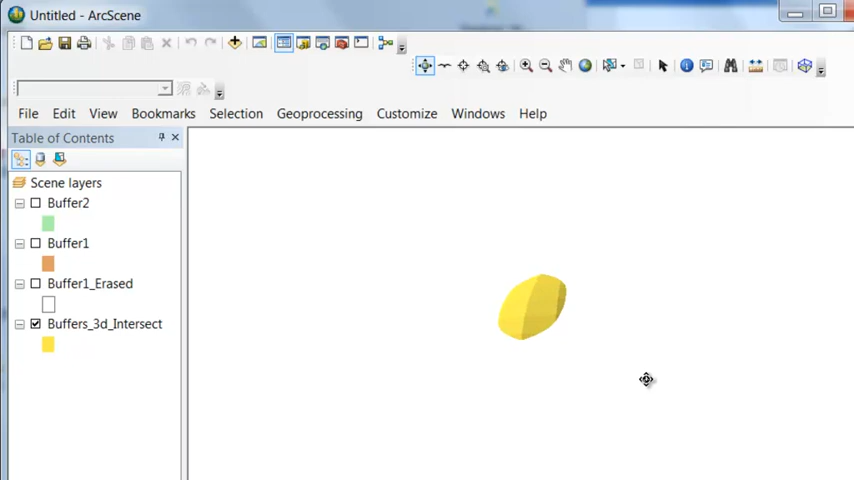 Untitled - ArcScene
File Edit View Bookmarks Selection Geoprocessing Customize Windows Help
Table of Contents
Scene layers
Buffer2
Buffer1
Buffer1_Erased
Buffers_3d_Intersect